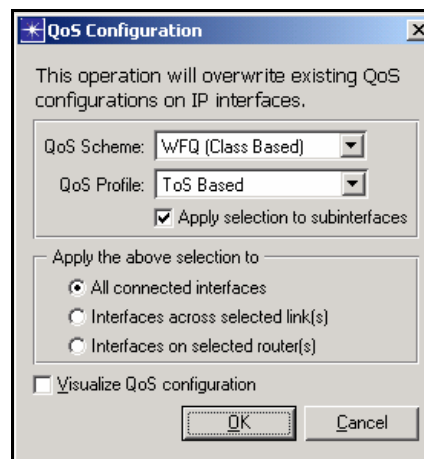 QoS Configuration
This operation will overwrite existing QoS
configurations on IP interfaces.
QoS Scheme: WFQ (Class Based)
QoS Profile: ToS Based
Apply selection to subinterfaces
Apply the above selection to
All connected interfaces
Interfaces across selected link(s)
Interfaces on selected router(s)
Visualize QoS configuration
OK Cancel